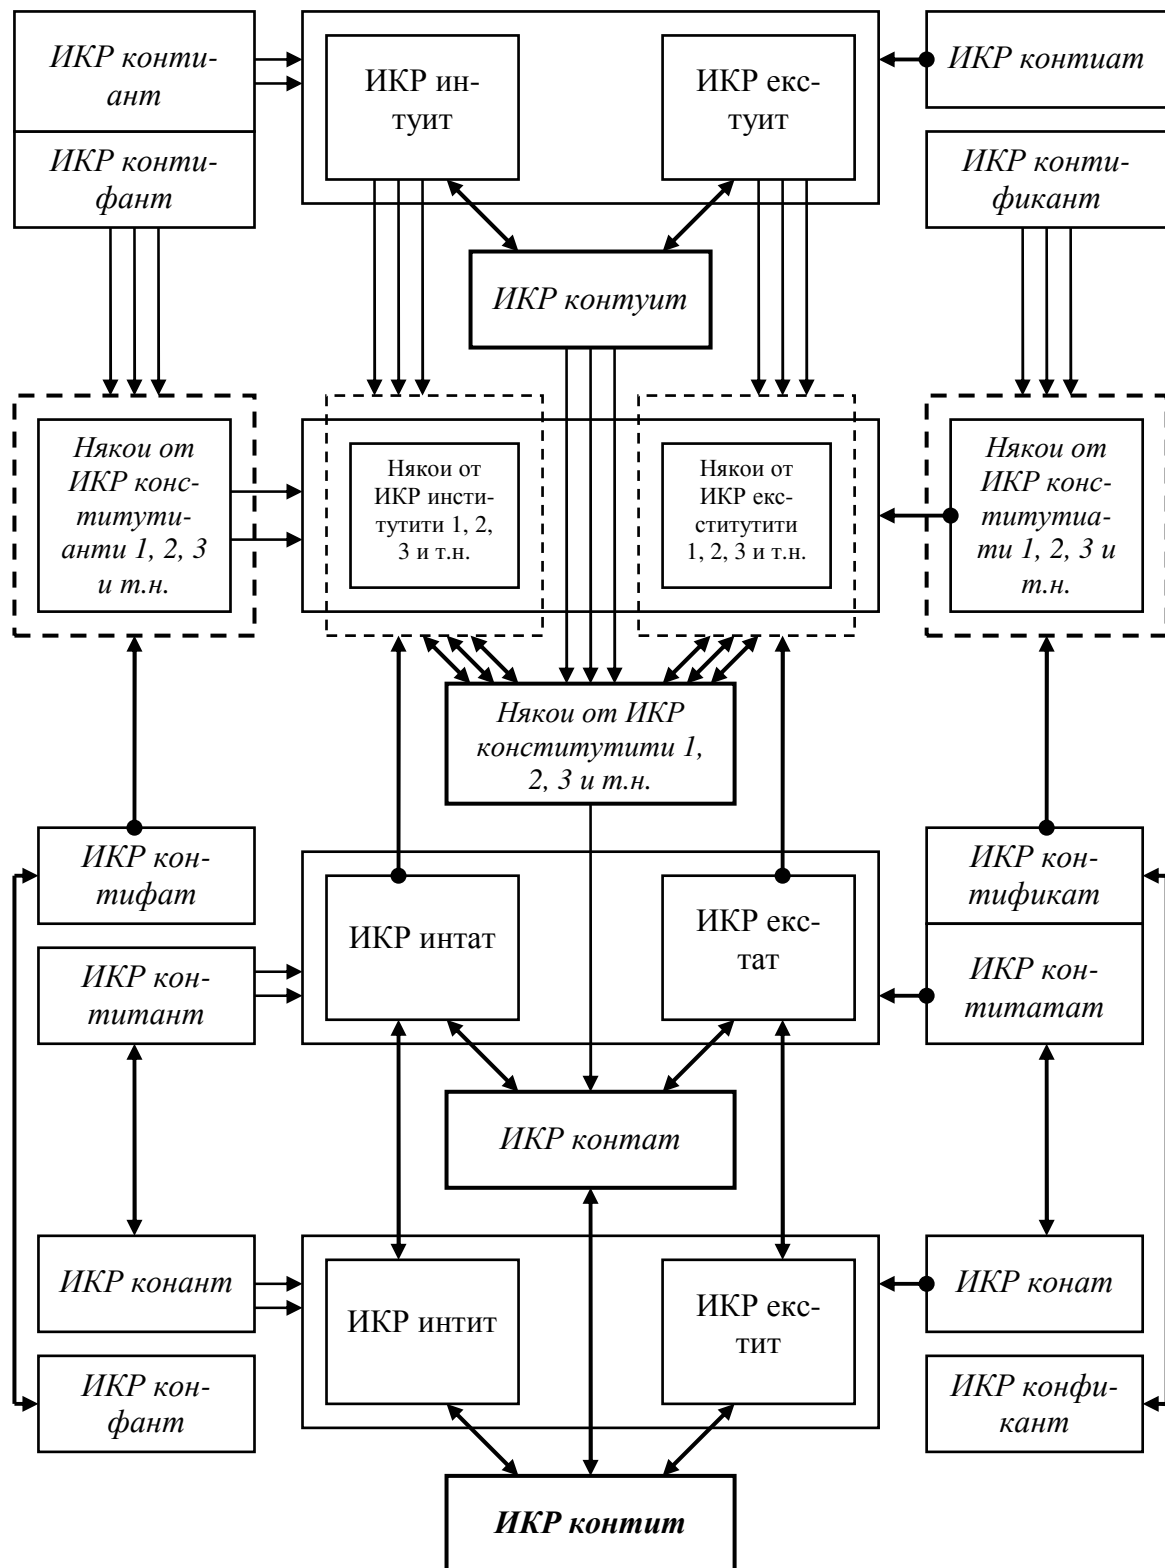 ИКР конти-
ант
ИКР ин-
туит
ИКР екс-
туит
ИКР контиат
ИКР конти-
фант
ИКР конти-
фикант
ИКР контуит
Някои от
ИКР конс-
титути-
анти 1, 2, 3
и т.н.
Някои от
ИКР инсти-
тутити 1, 2,
3 и т.н.
Някои от
ИКР екс-
ститутити
1, 2, 3 и т.н.
Някои от
ИКР конс-
титутиа-
ти 1, 2, 3 и
т.н.
Някои от ИКР
конститутити 1,
2, 3 и т.н.
ИКР кон-
тифат
ИКР интат
ИКР екс-
тат
ИКР кон-
тификат
ИКР кон-
титант
ИКР кон-
титатат
ИКР контат
ИКР конант
ИКР интит
ИКР екс-
тит
ИКР конат
ИКР кон-
фант
ИКР конфи-
кант
ИКР контит